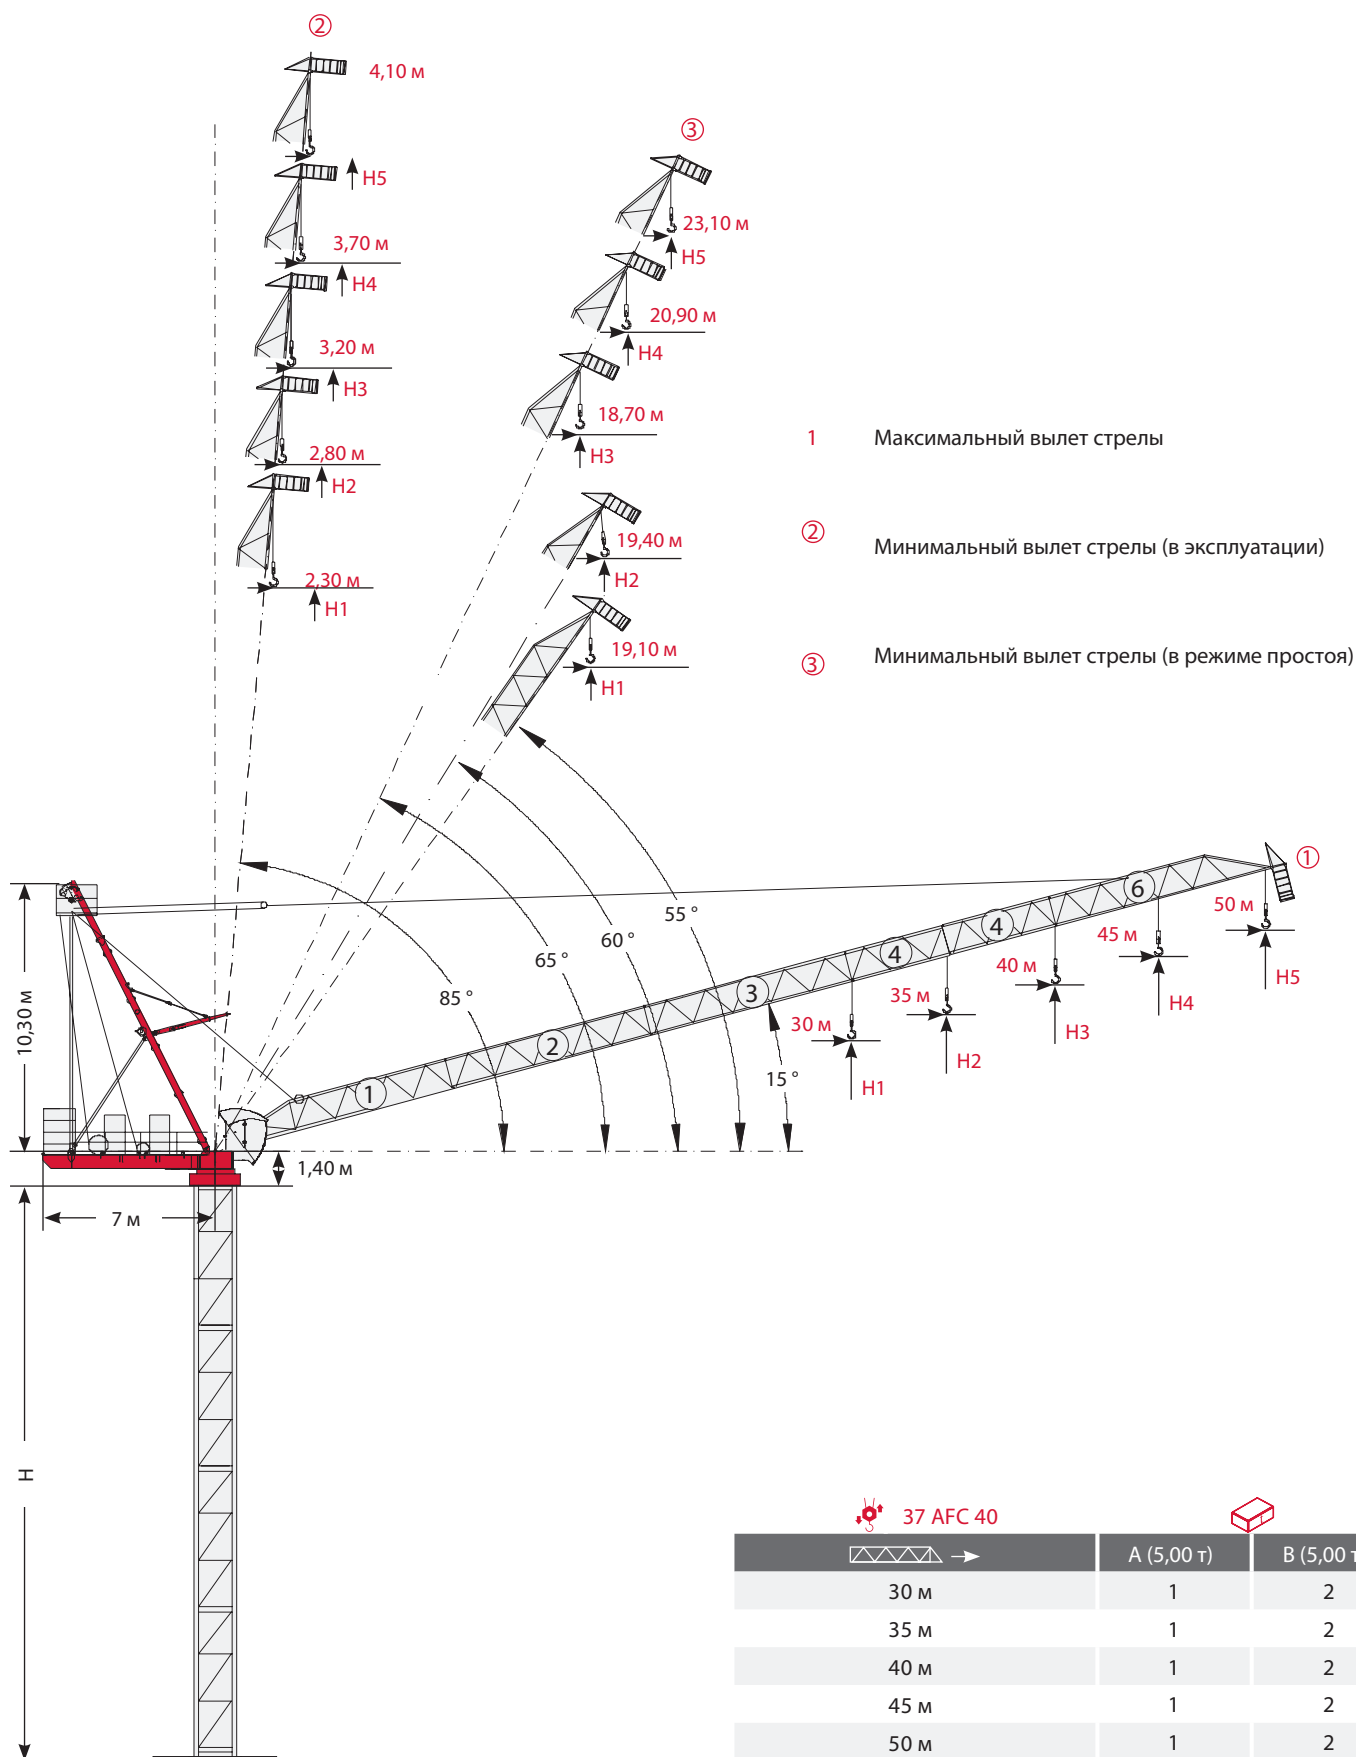 ②
4,10 м
H5
3,70 м
H4
3,20 м
H3
2,80 м
H2
2,30 м
H1
③
23,10 м
H5
20,90 м
H4
18,70 м
H3
19,40 м
H2
19,10 м
H1
1 Максимальный вылет стрелы
② Минимальный вылет стрелы (в эксплуатации)
③ Минимальный вылет стрелы (в режиме простоя)
85 °
65 °
60 °
55 °
15 °
①
50 м
H5
45 м
H4
40 м
H3
35 м
H2
30 м
H1
①
②
③
④
④
⑥
10,30 м
1,40 м
7 м
H
37 AFC 40
A (5,00 т) B (5,00 т
30 м 1 2
35 м 1 2
40 м 1 2
45 м 1 2
50 м 1 2